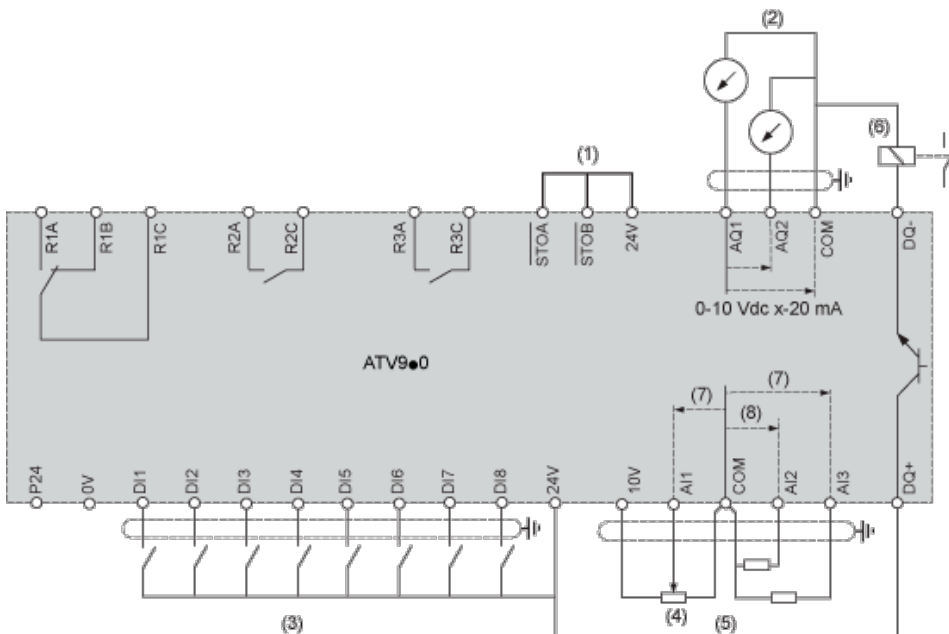 (2)
(6)
(1)
R1A R1B R1C R2A R2C R3A R3C STOA STOB 24V AQ1 AQ2 COM DQ-
0-10 Vdc x-20 mA
ATV9●0
(7)
(7)
(8)
P24 0V DI1 DI2 DI3 DI4 DI5 DI6 DI7 DI8 24V 10V AI1 COM AI2 AI3 DQ+
(3) (4) (5)